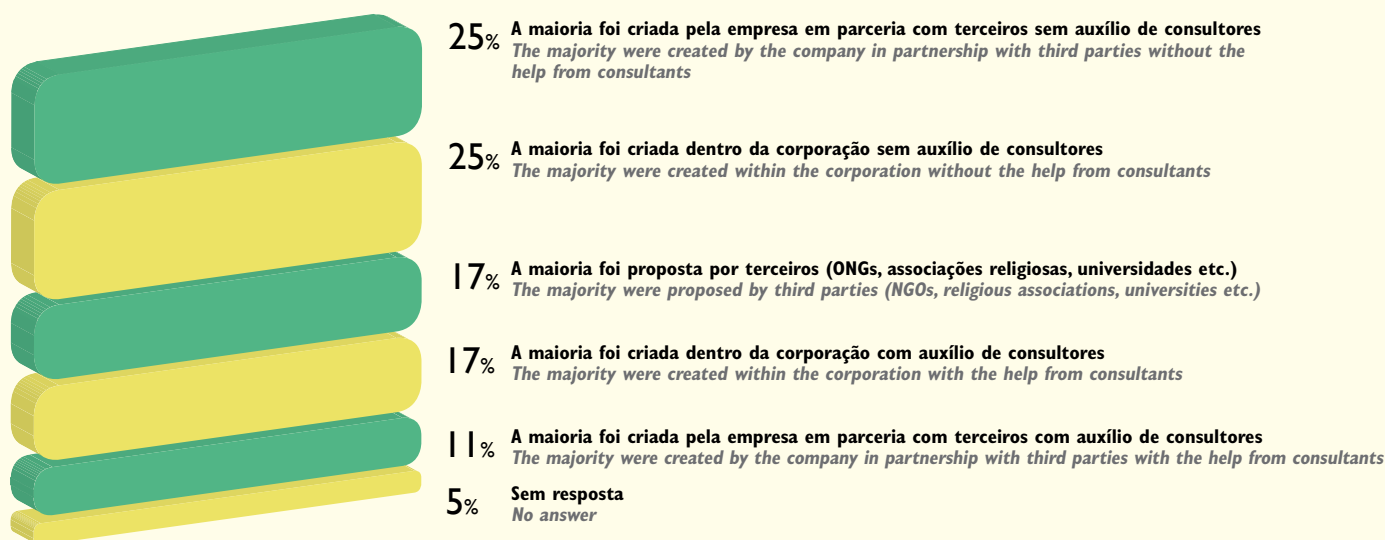 25% A maioria foi criada pela empresa em parceria com terceiros sem auxílio de consultores
The majority were created by the company in partnership with third parties without the
help from consultants
25% A maioria foi criada dentro da corporação sem auxílio de consultores
The majority were created within the corporation without the help from consultants
17% A maioria foi proposta por terceiros (ONGs, associações religiosas, universidades etc.)
The majority were proposed by third parties (NGOs, religious associations, universities etc.)
17% A maioria foi criada dentro da corporação com auxílio de consultores
The majority were created within the corporation with the help from consultants
11% A maioria foi criada pela empresa em parceria com terceiros com auxílio de consultores
The majority were created by the company in partnership with third parties with the help from consultants
5% Sem resposta
No answer